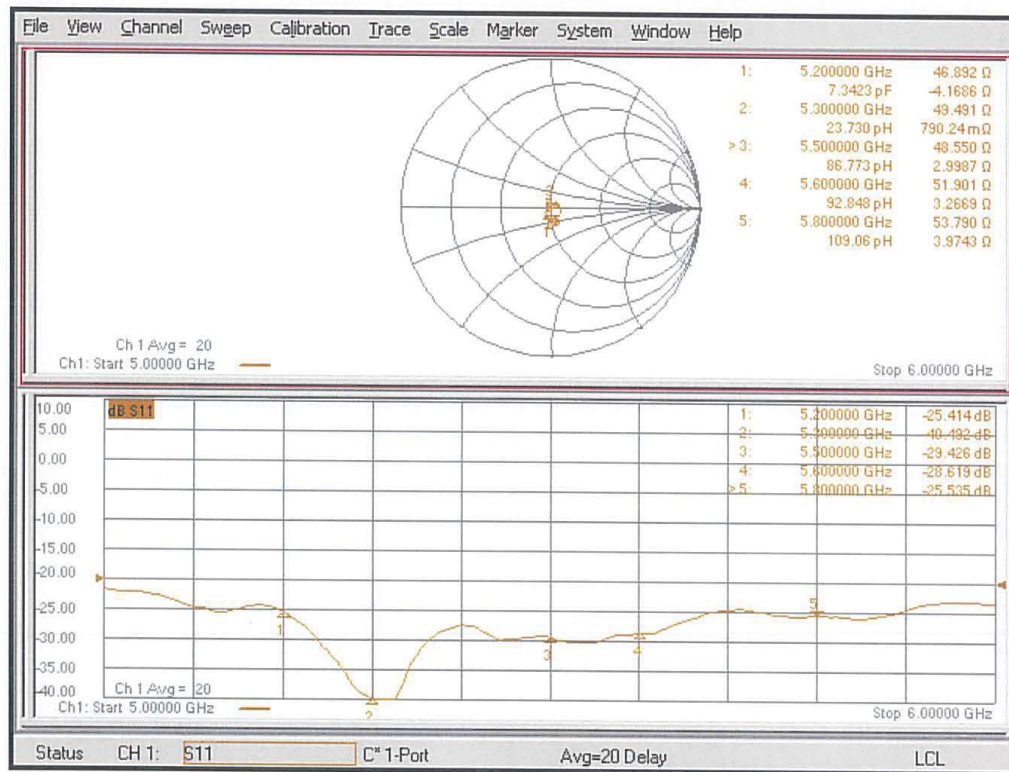 File View Channel Sweep Calibration Trace Scale Marker System Window Help
1: 5.200000 GHz 46.892 Ω
7.3423 pF -4.1686 Ω
2: 5.300000 GHz 49.491 Ω
23.730 pH 790.24 mΩ
> 3: 5.500000 GHz 48.550 Ω
86.773 pH 2.9987 Ω
4: 5.600000 GHz 51.901 Ω
92.848 pH 3.2669 Ω
5: 5.800000 GHz 53.790 Ω
109.06 pH 3.9743 Ω
Ch 1 Avg = 20
Ch1: Start 5.00000 GHz
Stop 6.00000 GHz
dB S11
10.00
5.00
0.00
-5.00
-10.00
-15.00
-20.00
-25.00
-30.00
-35.00
-40.00
1: 5.200000 GHz -25.414 dB
2: 5.300000 GHz -40.492 dB
3: 5.500000 GHz -29.426 dB
4: 5.600000 GHz -28.619 dB
> 5: 5.800000 GHz -25.535 dB
1
2
3
4
5
Ch 1 Avg = 20
Ch1: Start 5.00000 GHz
Stop 6.00000 GHz
Status CH 1: S11 C* 1-Port Avg=20 Delay LCL